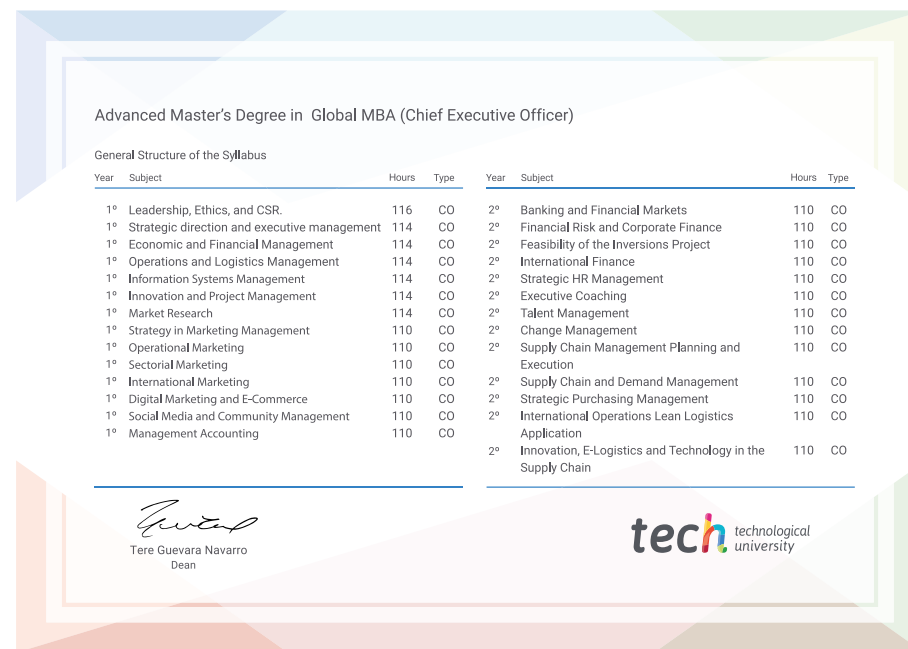 Advanced Master's Degree in Global MBA (Chief Executive Officer)
General Structure of the Syllabus
Year Subject Hours Type
1º Leadership, Ethics, and CSR. 116 CO
1º Strategic direction and executive management 114 CO
1º Economic and Financial Management 114 CO
1º Operations and Logistics Management 114 CO
1º Information Systems Management 114 CO
1º Innovation and Project Management 114 CO
1º Market Research 114 CO
1º Strategy in Marketing Management 110 CO
1º Operational Marketing 110 CO
1º Sectorial Marketing 110 CO
1º International Marketing 110 CO
1º Digital Marketing and E-Commerce 110 CO
1º Social Media and Community Management 110 CO
1º Management Accounting 110 CO
Year Subject Hours Type
2º Banking and Financial Markets 110 CO
2º Financial Risk and Corporate Finance 110 CO
2º Feasibility of the Inversions Project 110 CO
2º International Finance 110 CO
2º Strategic HR Management 110 CO
2º Executive Coaching 110 CO
2º Talent Management 110 CO
2º Change Management 110 CO
2º Supply Chain Management Planning and 110 CO
Execution
2º Supply Chain and Demand Management 110 CO
2º Strategic Purchasing Management 110 CO
2º International Operations Lean Logistics 110 CO
Application
2º Innovation, E-Logistics and Technology in the 110 CO
Supply Chain
Tere Guevara Navarro
Dean
tech technological
university